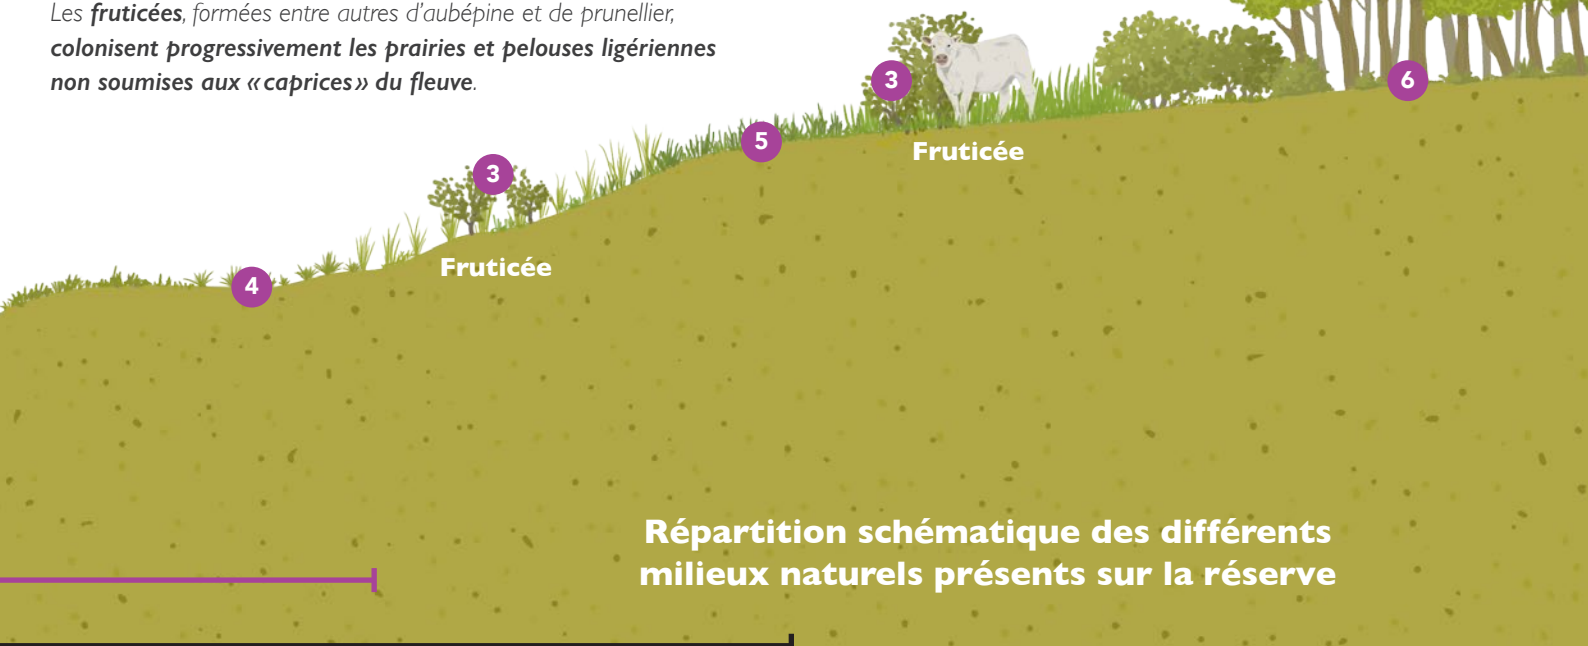 Les fruticées, formées entre autres d'aubépine et de prunellier,
colonisent progressivement les prairies et pelouses ligériennes
non soumises aux «caprices» du fleuve.
3
6
5
Fruticée
3
Fruticée
4
Répartition schématique des différents
milieux naturels présents sur la réserve